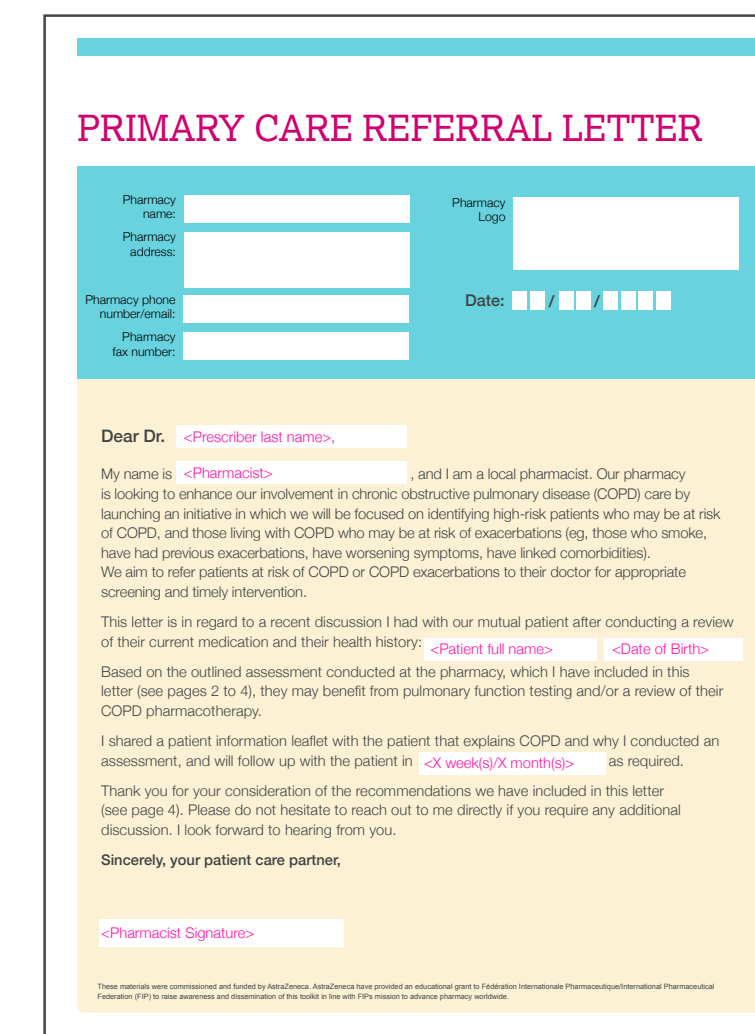 PRIMARY CARE REFERRAL LETTER
Pharmacy
name:
Pharmacy
address:
Pharmacy phone
number/email:
Pharmacy
fax number:
Pharmacy
Logo
Date: / /
Dear Dr. <Prescriber last name>,
My name is <Pharmacist> , and I am a local pharmacist. Our pharmacy
is looking to enhance our involvement in chronic obstructive pulmonary disease (COPD) care by
launching an initiative in which we will be focused on identifying high-risk patients who may be at risk
of COPD, and those living with COPD who may be at risk of exacerbations (eg, those who smoke,
have had previous exacerbations, have worsening symptoms, have linked comorbidities).
We aim to refer patients at risk of COPD or COPD exacerbations to their doctor for appropriate
screening and timely intervention.
This letter is in regard to a recent discussion I had with our mutual patient after conducting a review
of their current medication and their health history: <Patient full name> <Date of Birth>
Based on the outlined assessment conducted at the pharmacy, which I have included in this
letter (see pages 2 to 4), they may benefit from pulmonary function testing and/or a review of their
COPD pharmacotherapy.
I shared a patient information leaflet with the patient that explains COPD and why I conducted an
assessment, and will follow up with the patient in <X week(s)/X month(s)> as required.
Thank you for your consideration of the recommendations we have included in this letter
(see page 4). Please do not hesitate to reach out to me directly if you require any additional
discussion. I look forward to hearing from you.
Sincerely, your patient care partner,
<Pharmacist Signature>
These materials were commissioned and funded by AstraZeneca. AstraZeneca have provided an educational grant to Fédération Internationale Pharmaceutique/International Pharmaceutical
Federation (FIP) to raise awareness and dissemination of this toolkit in line with FIPs mission to advance pharmacy worldwide.